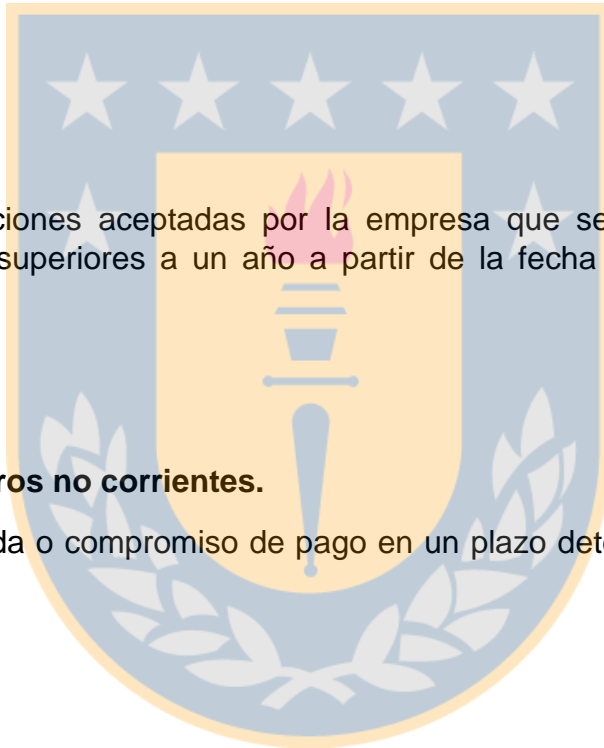 ciones aceptadas por la empresa que se
superiores a un año a partir de la fecha
ros no corrientes.
da o compromiso de pago en un plazo det